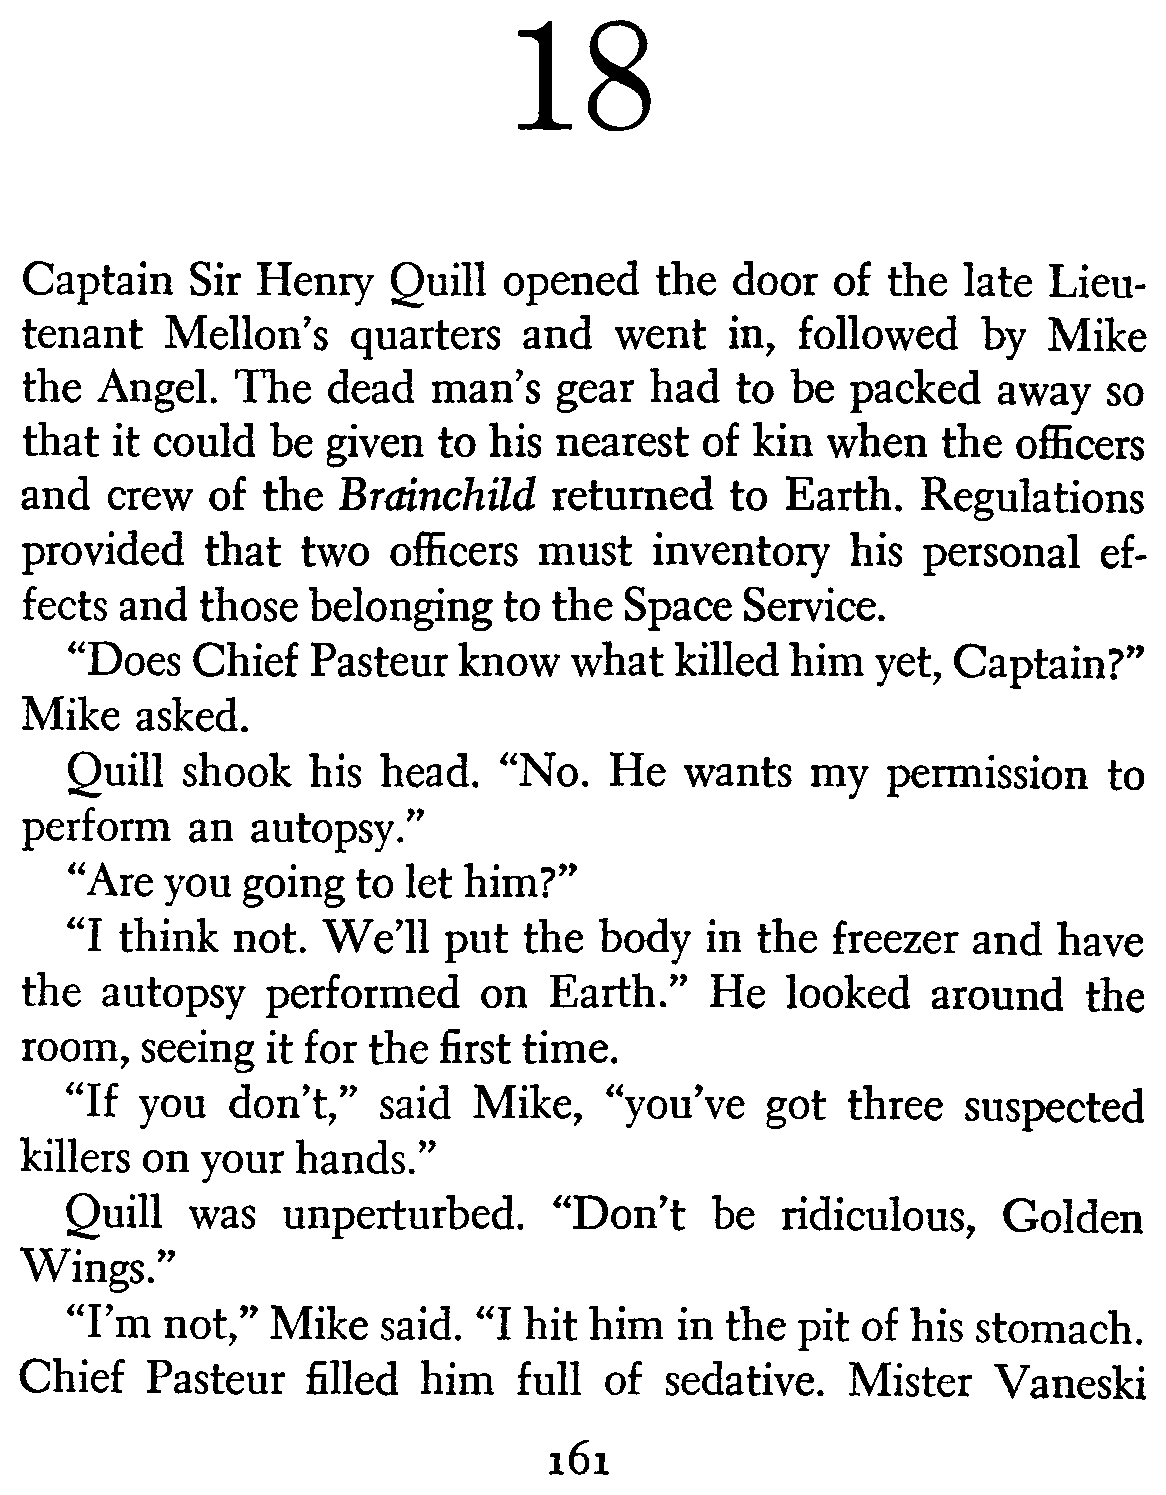 18
Captain Sir Henry Quill opened the door of the late Lieu-
tenant Mellon's quarters and went in, followed by Mike
the Angel. The dead man's gear had to be packed away so
that it could be given to his nearest of kin when the officers
and crew of the Brainchild returned to Earth. Regulations
provided that two officers must inventory his personal ef-
fects and those belonging to the Space Service.
“Does Chief Pasteur know what killed him yet, Captain?”
Mike asked.
Quill shook his head. “No. He wants my permission to
perform an autopsy.”
“Are you going to let him?”
“I think not. We'll put the body in the freezer and have
the autopsy performed on Earth.” He looked around the
room, seeing it for the first time.
“If you don't,” said Mike, “you've got three suspected
killers on your hands.”
Quill was unperturbed. “Don't be ridiculous, Golden
Wings.”
“I'm not,” Mike said. “I hit him in the pit of his stomach.
Chief Pasteur filled him full of sedative. Mister Vaneski
161